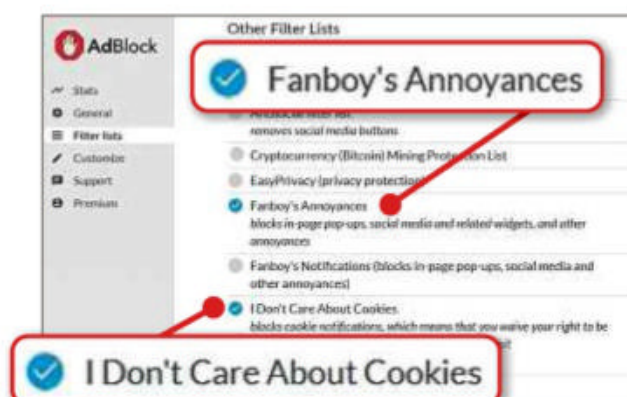 AdBlock
Stats
General
Filter lists
Customize
Support
Premium
Other Filter Lists
Fanboy's Annoyances
removes social media buttons
Cryptocurrency (Bitcoin) Mining Protection List
EasyPrivacy (privacy protection)
Fanboy's Annoyances
blocks in-page pop-ups, social media and related widgets, and other
annoyances
Fanboy's Notifications (blocks in-page pop-ups, social media and
other annoyances)
I Don't Care About Cookies
blocks cookie notifications, which means that you waive your right to be
I Don't Care About Cookies